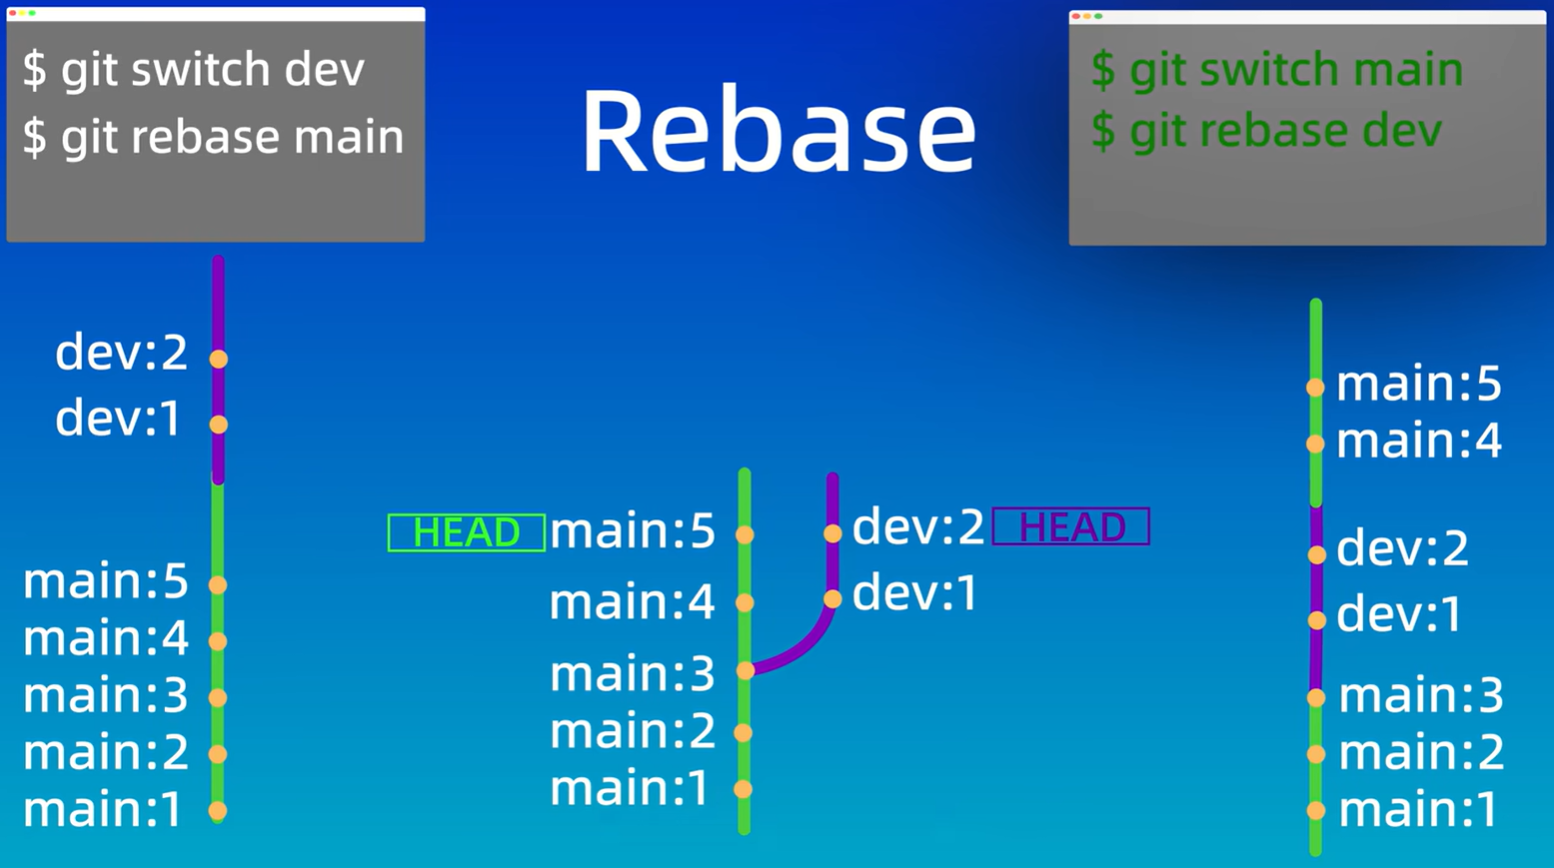 $ git switch dev
$ git rebase main
Rebase
$ git switch main
$ git rebase dev
dev:2
dev:1
main:5
main:4
main:3
main:2
main:1
HEAD main:5
main:4
main:3
main:2
main:1
dev:2 HEAD
dev:1
main:5
main:4
dev:2
dev:1
main:3
main:2
main:1